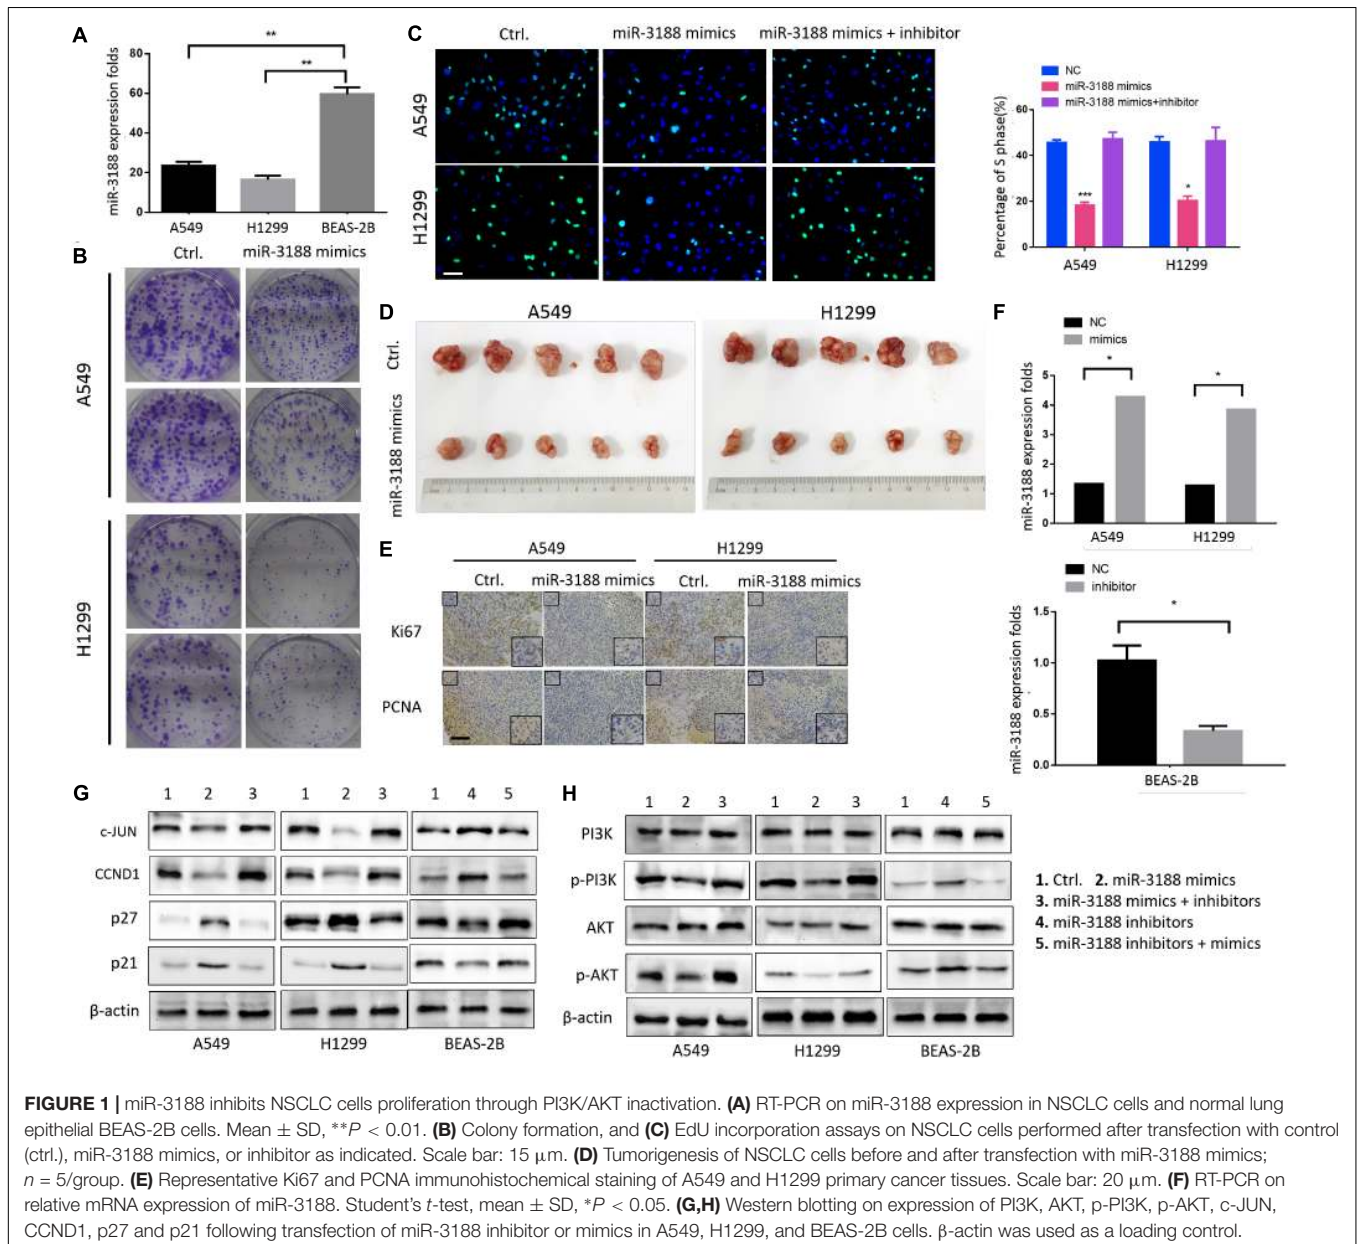 A
**
**
miR-3188 expression folds
80
60
40
20
0
A549 H1299 BEAS-2B
B
Ctrl. miR-3188 mimics
A549
H1299
C
Ctrl. miR-3188 mimics miR-3188 mimics + inhibitor
A549
H1299
NC
miR-3188 mimics
miR-3188 mimics+inhibitor
Percentage of S phase(%)
60
40
20
0
***
*
A549 H1299
D
A549 H1299
Ctrl.
miR-3188 mimics
E
A549 H1299
Ctrl. miR-3188 mimics Ctrl. miR-3188 mimics
Ki67
PCNA
F
NC
mimics
miR-3188 expression folds
5
4
3
2
1
0
*
*
A549 H1299
NC
inhibitor
miR-3188 expression folds
1.5
1.0
0.5
0.0
*
BEAS-2B
G
1 2 3 1 2 3 1 4 5
c-JUN
CCND1
p27
p21
β-actin
A549 H1299 BEAS-2B
H
1 2 3 1 2 3 1 4 5
PI3K
p-PI3K
AKT
p-AKT
β-actin
A549 H1299 BEAS-2B
1. Ctrl. 2. miR-3188 mimics
3. miR-3188 mimics + inhibitors
4. miR-3188 inhibitors
5. miR-3188 inhibitors + mimics
FIGURE 1 | miR-3188 inhibits NSCLC cells proliferation through PI3K/AKT inactivation. (A) RT-PCR on miR-3188 expression in NSCLC cells and normal lung
epithelial BEAS-2B cells. Mean ± SD, **P < 0.01. (B) Colony formation, and (C) EdU incorporation assays on NSCLC cells performed after transfection with control
(ctrl.), miR-3188 mimics, or inhibitor as indicated. Scale bar: 15 μm. (D) Tumorigenesis of NSCLC cells before and after transfection with miR-3188 mimics;
n = 5/group. (E) Representative Ki67 and PCNA immunohistochemical staining of A549 and H1299 primary cancer tissues. Scale bar: 20 μm. (F) RT-PCR on
relative mRNA expression of miR-3188. Student's t-test, mean ± SD, *P < 0.05. (G,H) Western blotting on expression of PI3K, AKT, p-PI3K, p-AKT, c-JUN,
CCND1, p27 and p21 following transfection of miR-3188 inhibitor or mimics in A549, H1299, and BEAS-2B cells. β-actin was used as a loading control.